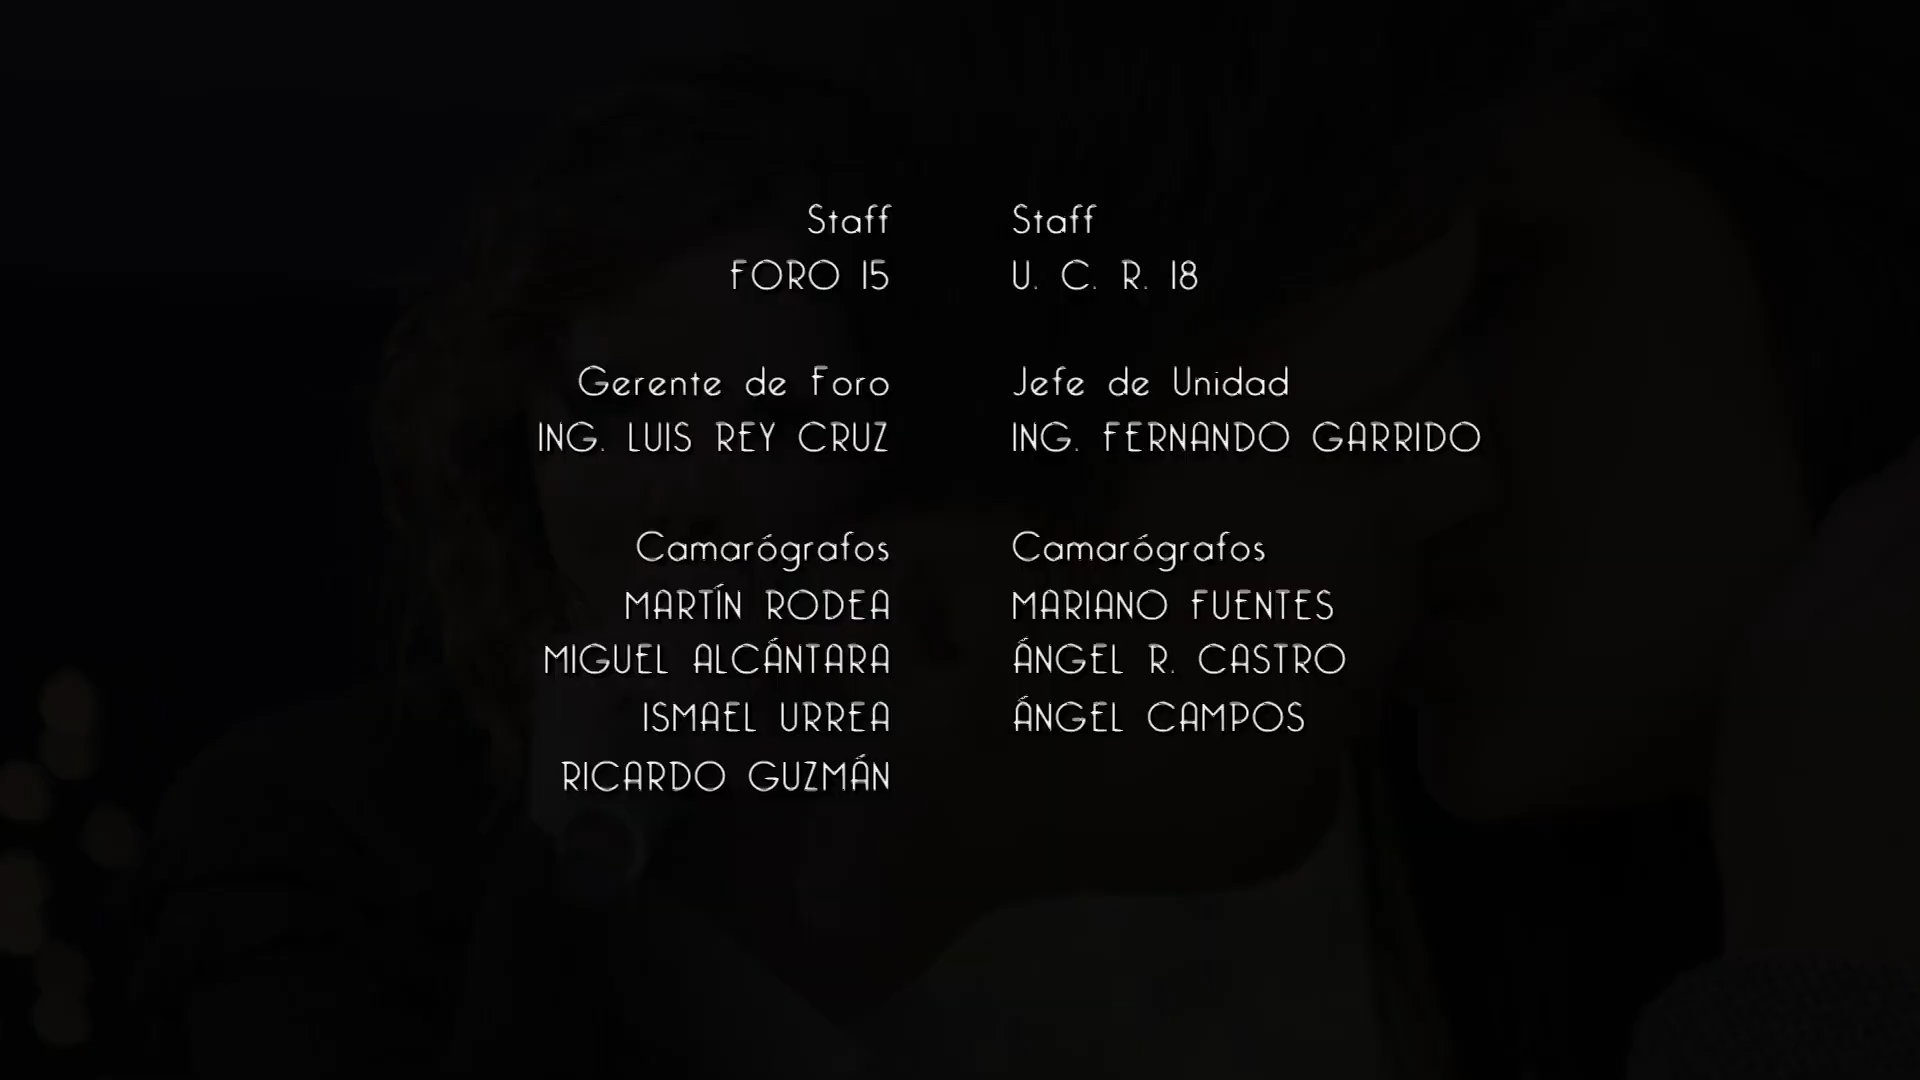 Staff
FORO 15
Gerente de Foro
ING. LUIS REY CRUZ
Camarógrafos
MARTÍN RODEA
MIGUEL ALCÁNTARA
ISMAEL URREA
RICARDO GUZMÁN
Staff
U. C. R. 18
Jefe de Unidad
ING. FERNANDO GARRIDO
Camarógrafos
MARIANO FUENTES
ÁNGEL R. CASTRO
ÁNGEL CAMPOS